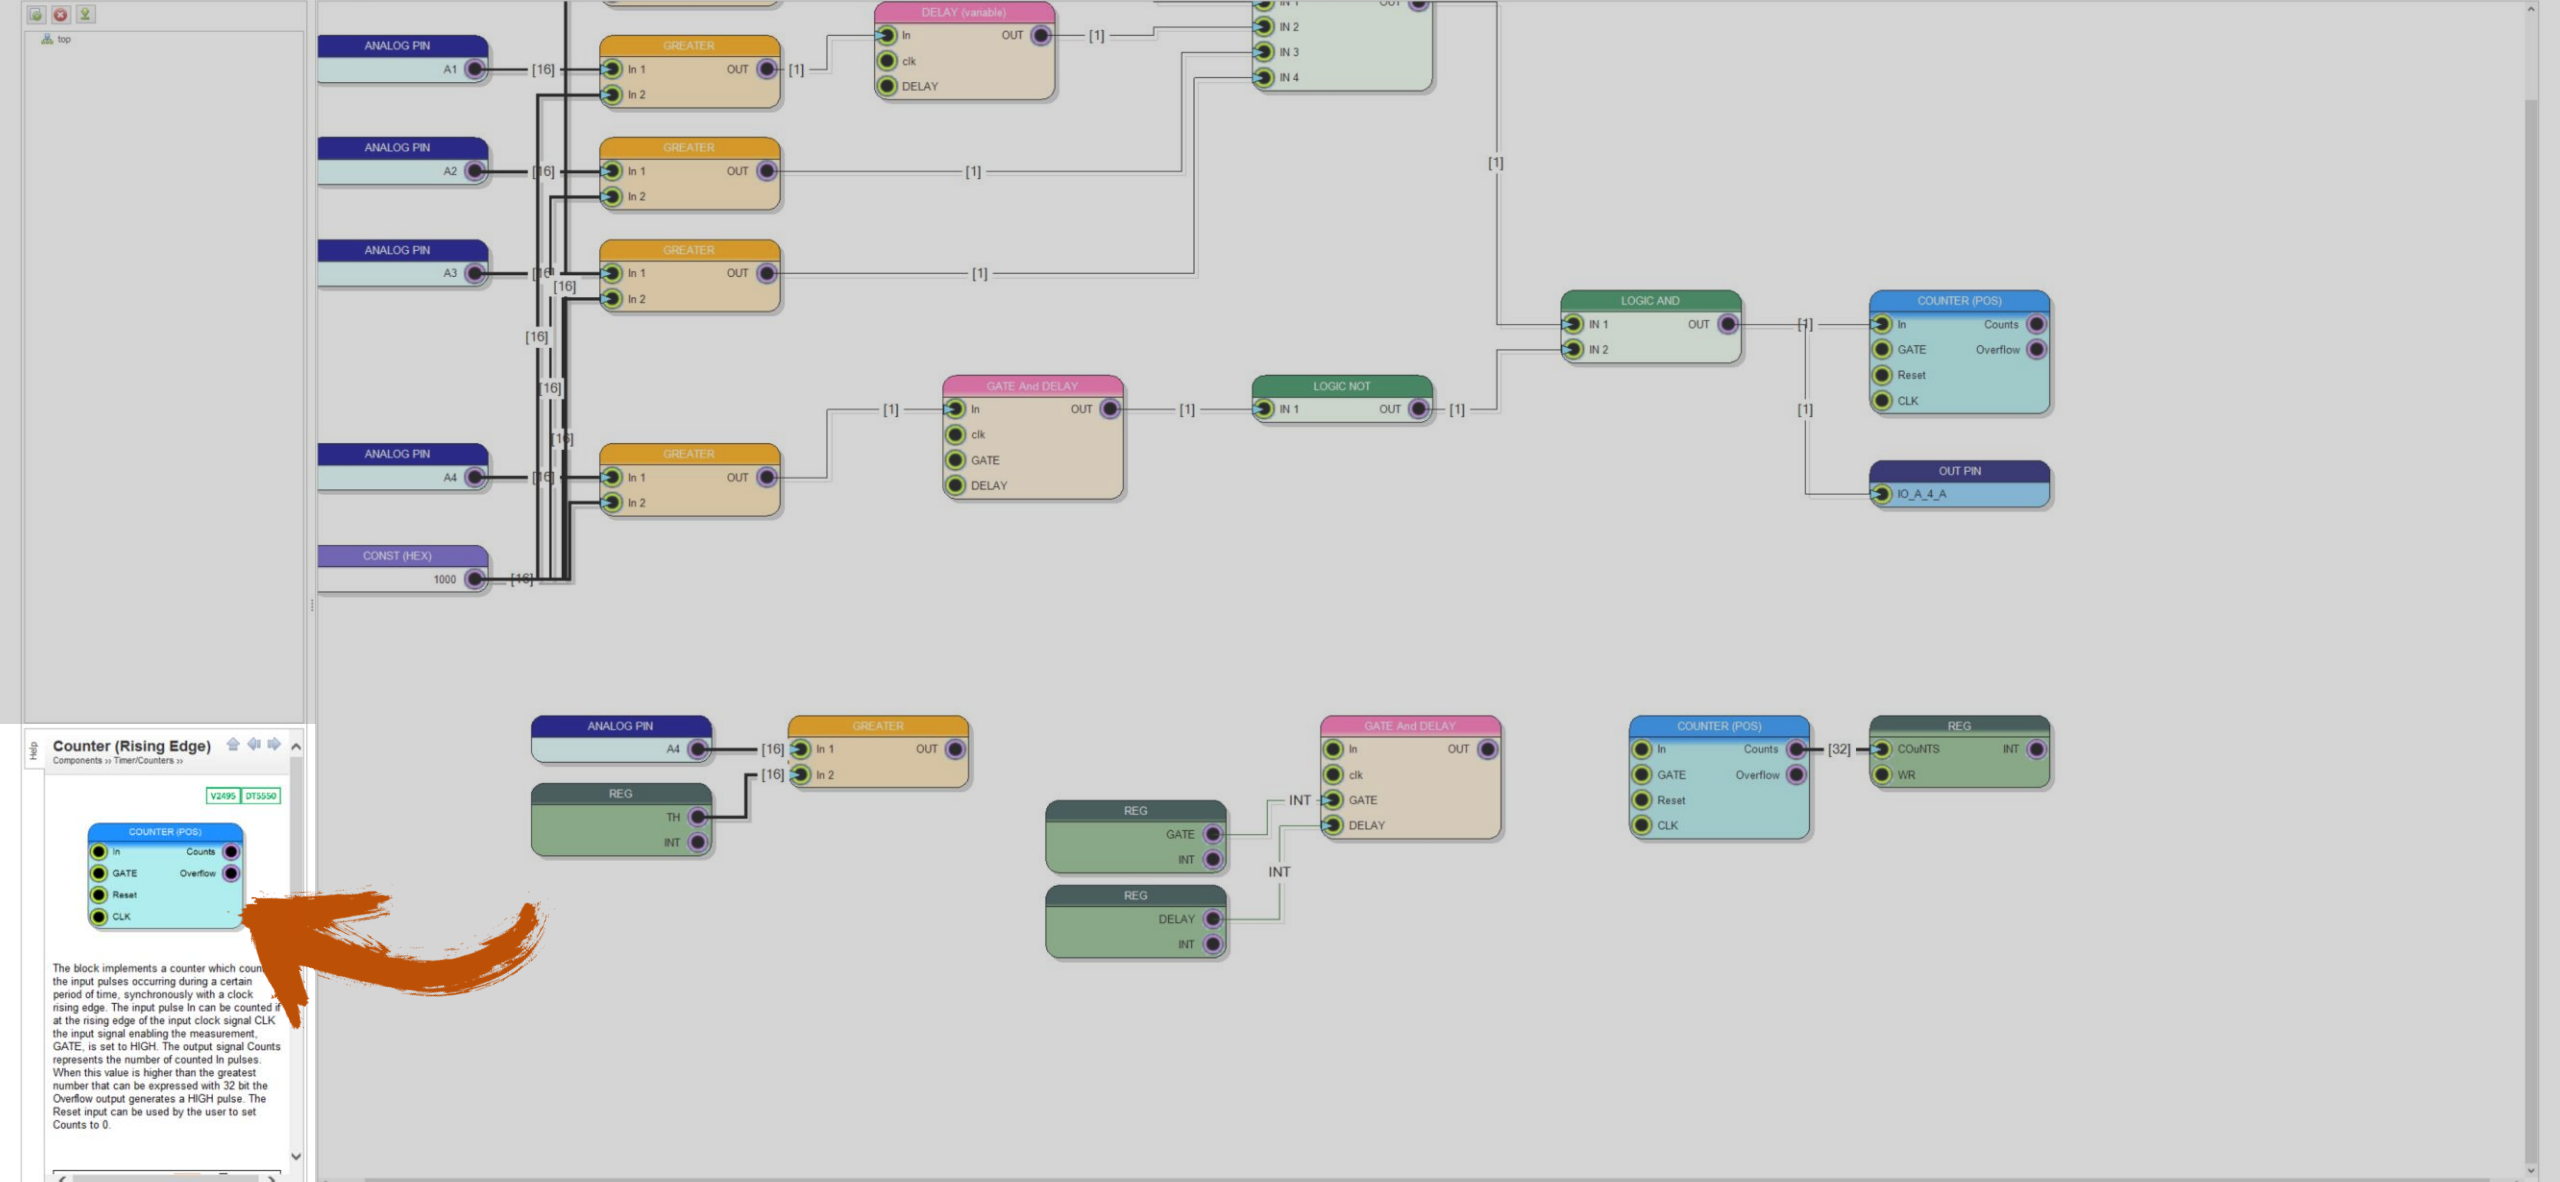 top
ANALOG PIN
A1
[16]
GREATER
In 1
OUT
In 2
[1]
DELAY (variable)
In
OUT
clk
DELAY
[1]
IN 2
IN 3
IN 4
ANALOG PIN
A2
GREATER
In 1
OUT
In 2
[1]
[1]
ANALOG PIN
A3
GREATER
In 1
OUT
In 2
[1]
[16]
[16]
[16]
LOGIC AND
IN 1
OUT
IN 2
[1]
COUNTER (POS)
In
Counts
GATE
Overflow
Reset
CLK
[1]
GATE And DELAY
In
OUT
clk
GATE
DELAY
[1]
[1]
LOGIC NOT
IN 1
OUT
[1]
ANALOG PIN
A4
[16]
GREATER
In 1
OUT
In 2
OUT PIN
IO_A_4_A
CONST (HEX)
1000
[16]
ANALOG PIN
A4
[16]
GREATER
In 1
OUT
In 2
[16]
REG
TH
INT
REG
GATE
INT
REG
DELAY
INT
INT
INT
GATE And DELAY
In
OUT
clk
GATE
DELAY
COUNTER (POS)
In
Counts
GATE
Overflow
Reset
CLK
[32]
REG
COuNTS
INT
WR
Help
Counter (Rising Edge)
Components ›› Timer/Counters ››
V2495 DT5550
COUNTER (POS)
In
Counts
GATE
Overflow
Reset
CLK
The block implements a counter which coun
the input pulses occurring during a certain
period of time, synchronously with a clock
rising edge. The input pulse In can be counted if
at the rising edge of the input clock signal CLK
the input signal enabling the measurement,
GATE, is set to HIGH. The output signal Counts
represents the number of counted In pulses.
When this value is higher than the greatest
number that can be expressed with 32 bit the
Overflow output generates a HIGH pulse. The
Reset input can be used by the user to set
Counts to 0.